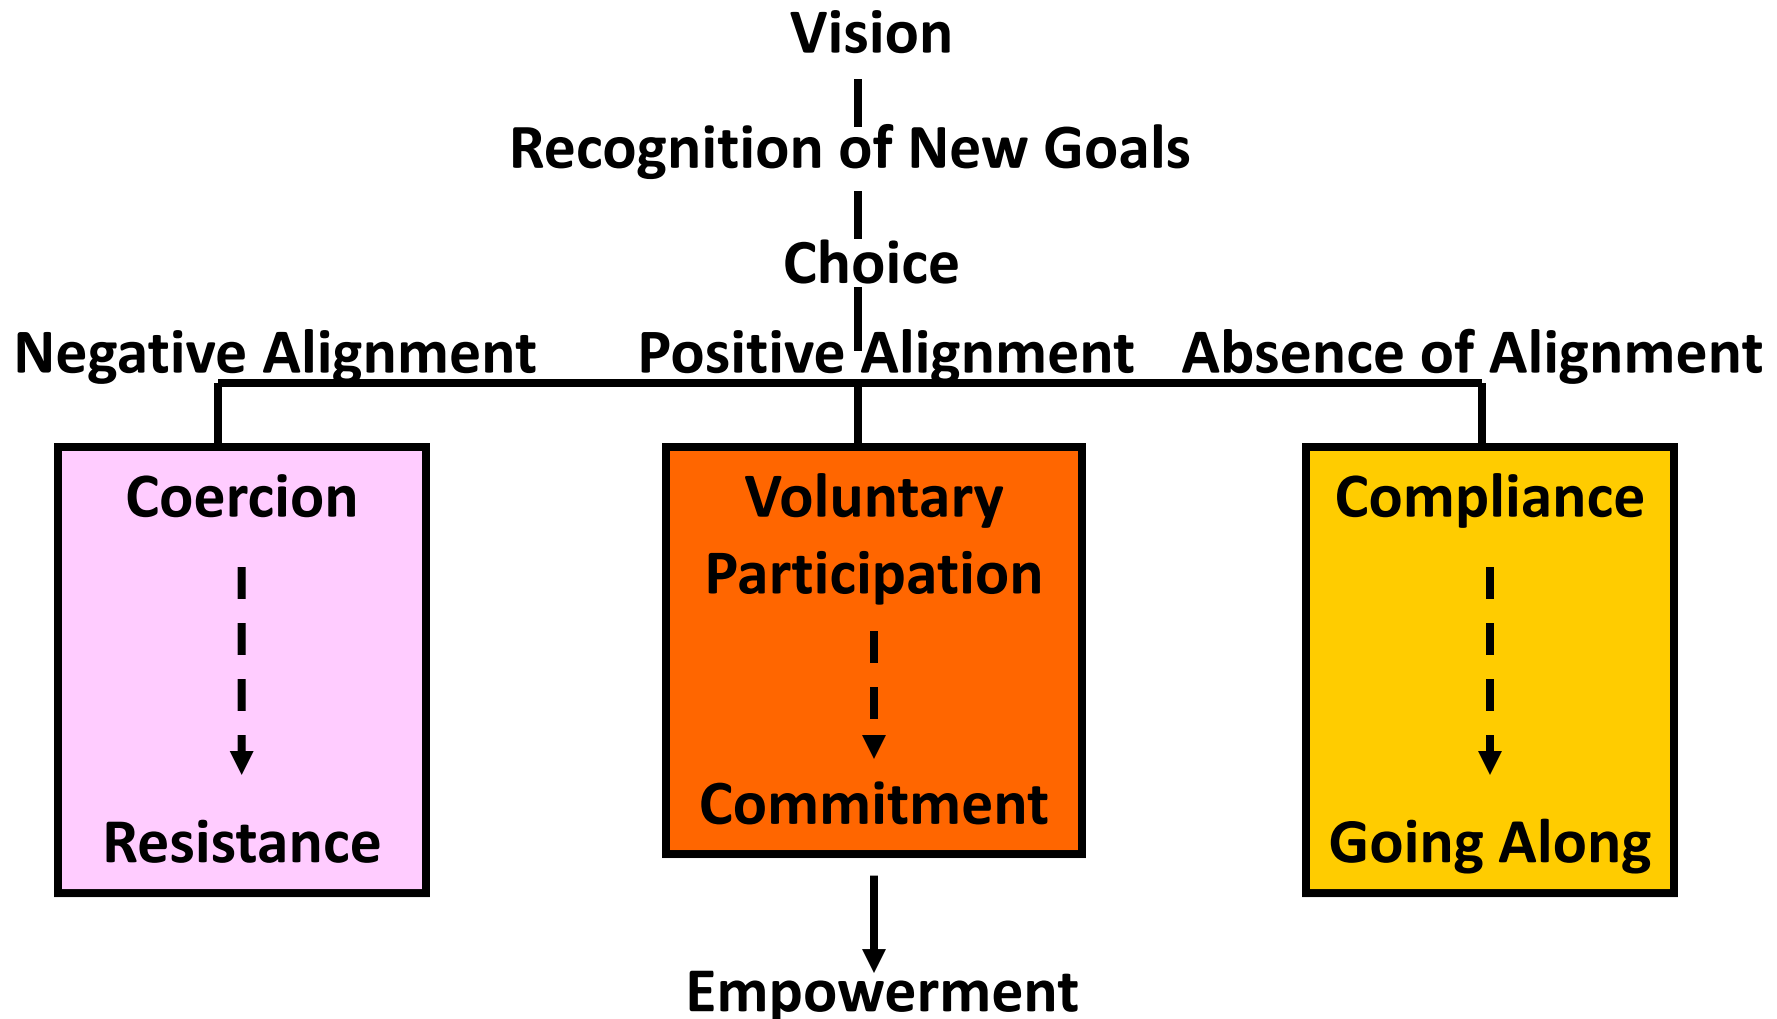 Vision
Recognition of New Goals
Choice
Negative Alignment
Positive Alignment
Absence of Alignment
Coercion
Resistance
Voluntary
Participation
Commitment
Compliance
Going Along
Empowerment